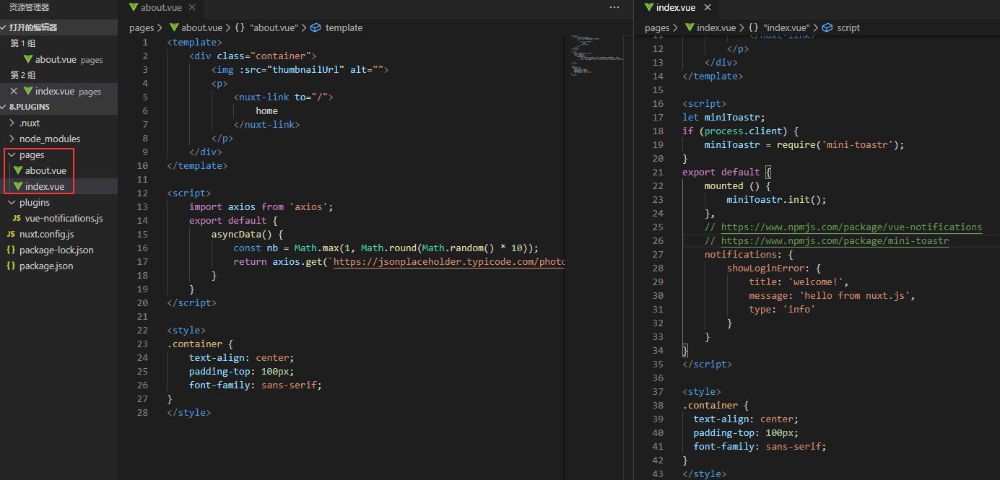 资源管理器
打开的编辑器
第 1 组
about.vue pages
第 2 组
index.vue pages
8.PLUGINS
.nuxt
node_modules
pages
about.vue
index.vue
plugins
JS vue-notifications.js
JS nuxt.config.js
{} package-lock.json
{} package.json
about.vue
pages > about.vue > {} "about.vue" > template
1 <template>
2 <div class="container">
3 <img :src="thumbnailUrl" alt="">
4 <p>
5 <nuxt-link to="/">
6 home
7 </nuxt-link>
8 </p>
9 </div>
10 </template>
11
12 <script>
13 import axios from 'axios';
14 export default {
15 asyncData() {
16 const nb = Math.max(1, Math.round(Math.random() * 10));
17 return axios.get(`https://jsonplaceholder.typicode.com/photo
18 }
19 }
20 </script>
21
22 <style>
23 .container {
24 text-align: center;
25 padding-top: 100px;
26 font-family: sans-serif;
27 }
28 </style>
index.vue
pages > index.vue > {} "index.vue" > script
11 </nuxt-link>
12 </p>
13 </div>
14 </template>
15
16 <script>
17 let miniToastr;
18 if (process.client) {
19 miniToastr = require('mini-toastr');
20 }
21 export default {
22 mounted () {
23 miniToastr.init();
24 },
25 // https://www.npmjs.com/package/vue-notifications
26 // https://www.npmjs.com/package/mini-toastr
27 notifications: {
28 showLoginError: {
29 title: 'welcome!',
30 message: 'hello from nuxt.js',
31 type: 'info'
32 }
33 }
34 }
35 </script>
36
37 <style>
38 .container {
39 text-align: center;
40 padding-top: 100px;
41 font-family: sans-serif;
42 }
43 </style>